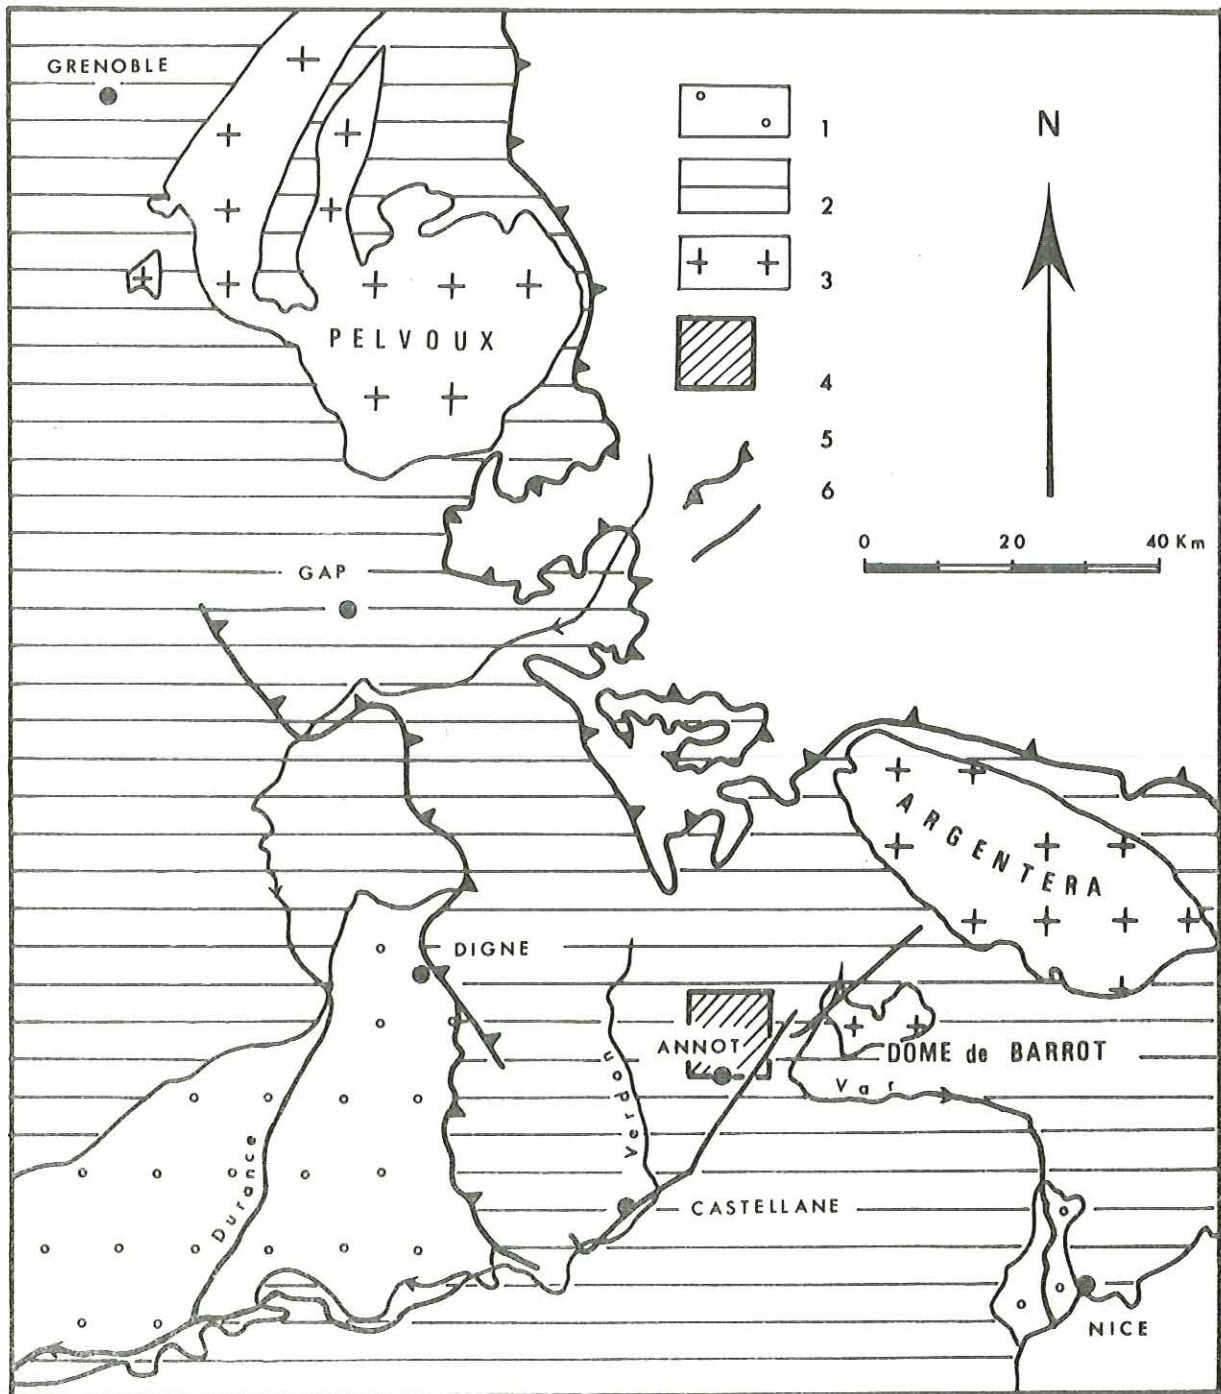 GRENOBLE
1
N
2
3
PELVOUX
4
5
6
0 20 40 Km
GAP
ARGENTERA
DIGNE
ANNOT
DOME de BARROT
Var
Verdon
Durance
CASTELLANE
NICE